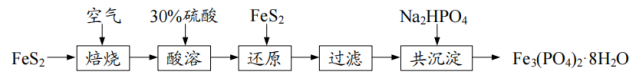 空气 30%硫酸 FeS₂ Na₂HPO₄
FeS₂ 焙烧 酸溶 还原 过滤 共沉淀 Fe₃(PO₄)₂·8H₂O